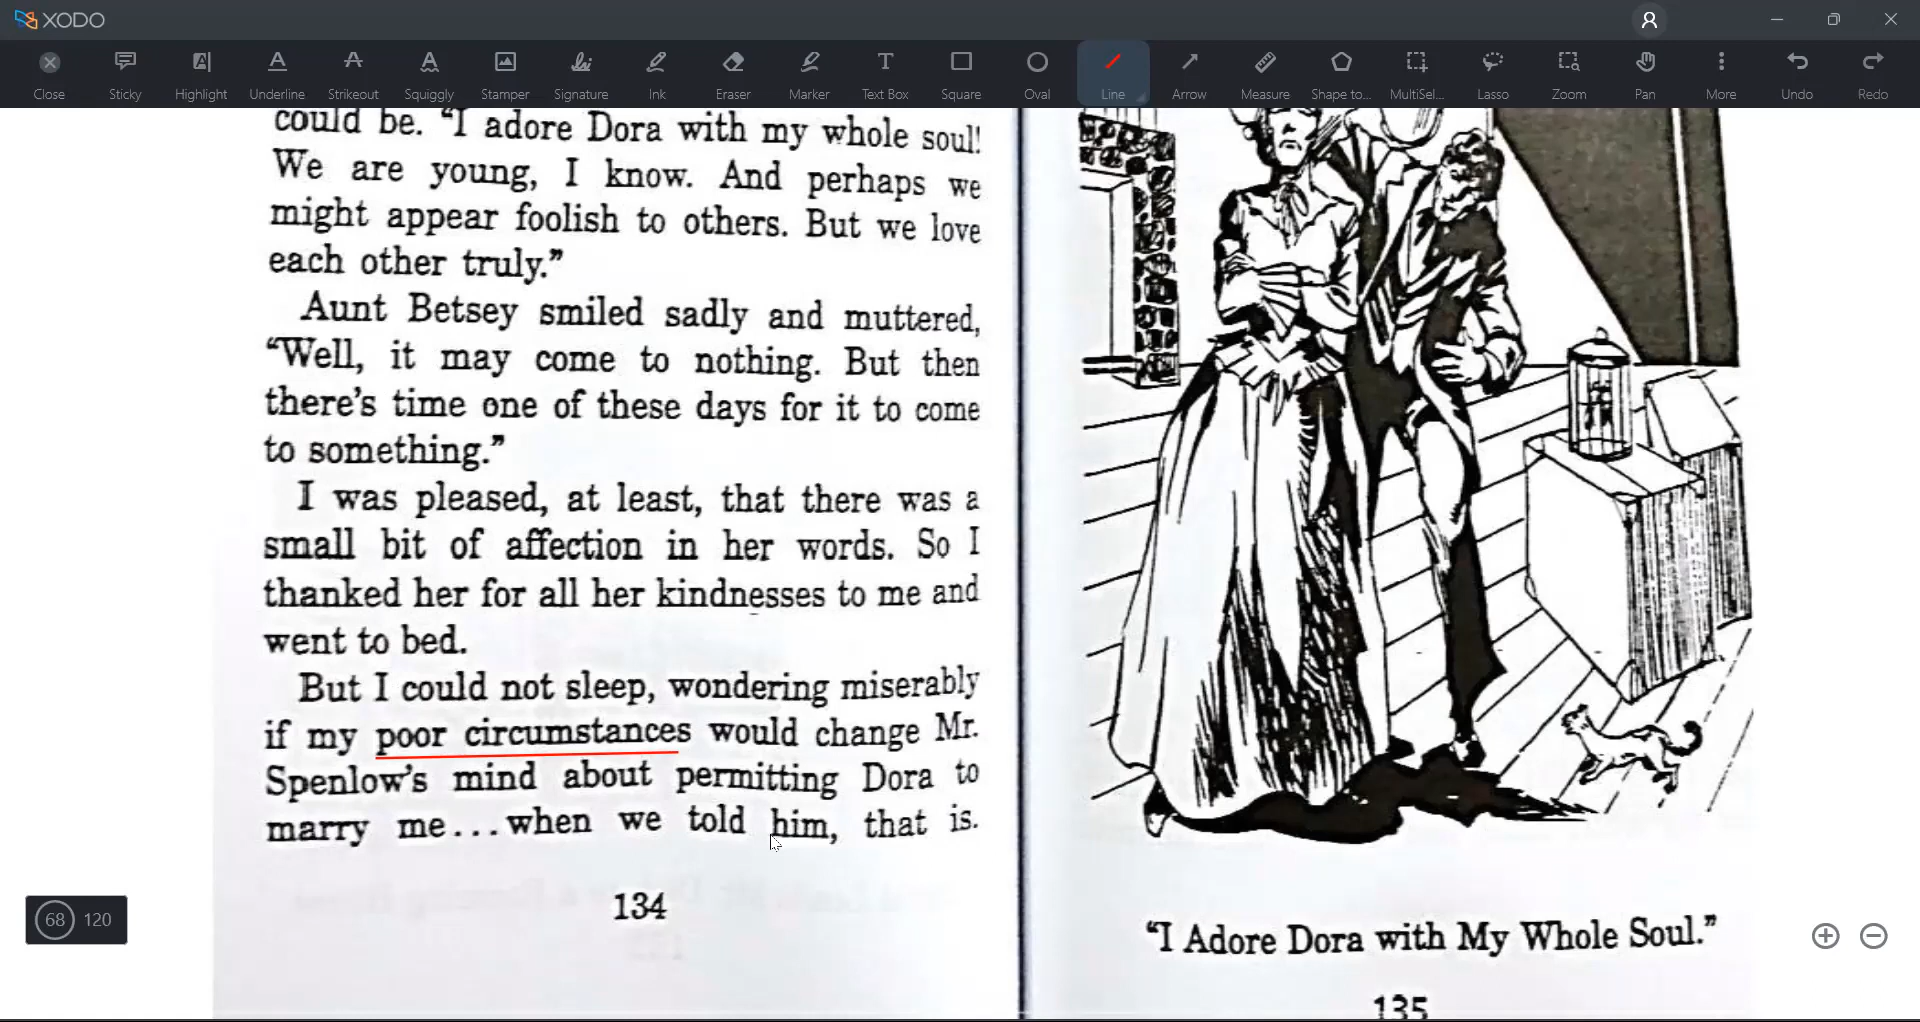 XODO
Close
Sticky
Highlight
Underline
Strikeout
Squiggly
Stamper
Signature
Ink
Eraser
Marker
Text Box
Square
Oval
Line
Arrow
Measure
Shape to...
MultiSel...
Lasso
Zoom
Pan
More
Undo
Redo
could be. “I adore Dora with my whole soul!
We are young, I know. And perhaps we
might appear foolish to others. But we love
each other truly.”
Aunt Betsey smiled sadly and muttered,
“Well, it may come to nothing. But then
there’s time one of these days for it to come
to something.”
I was pleased, at least, that there was a
small bit of affection in her words. So I
thanked her for all her kindnesses to me and
went to bed.
But I could not sleep, wondering miserably
if my poor circumstances would change Mr.
Spenlow’s mind about permitting Dora to
marry me...when we told him, that is.
134
“I Adore Dora with My Whole Soul.”
135
68 120